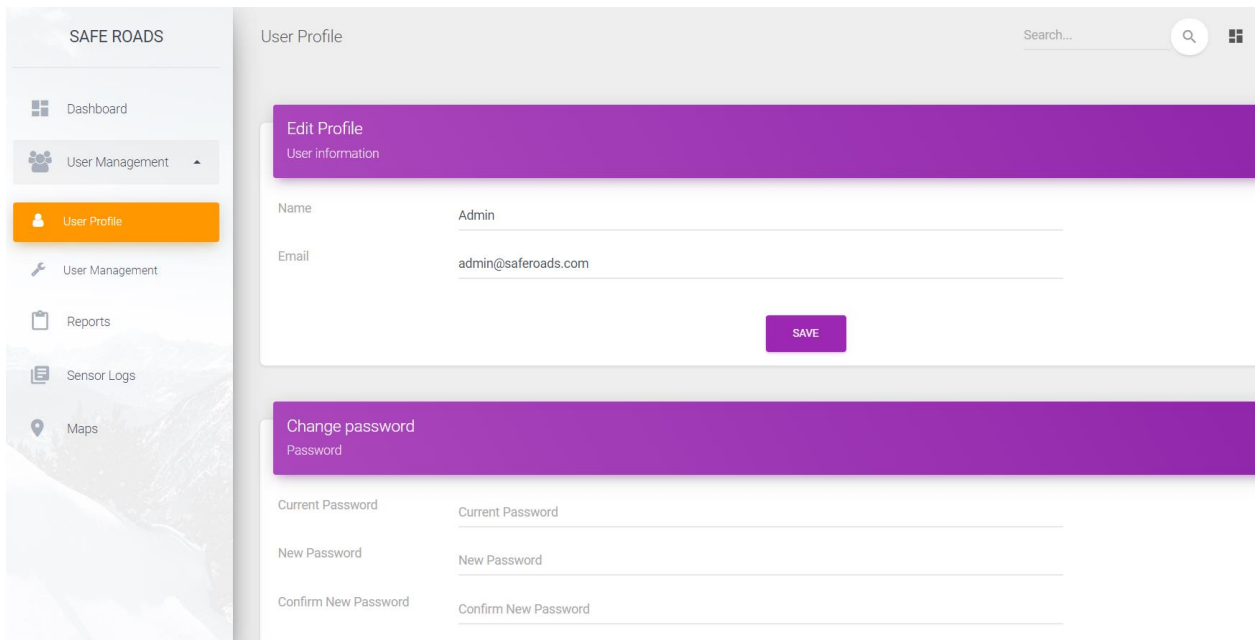 SAFE ROADS
Dashboard
User Management
User Profile
User Management
Reports
Sensor Logs
Maps
User Profile
Search...
Edit Profile
User information
Name
Admin
Email
admin@saferoads.com
SAVE
Change password
Password
Current Password
Current Password
New Password
New Password
Confirm New Password
Confirm New Password